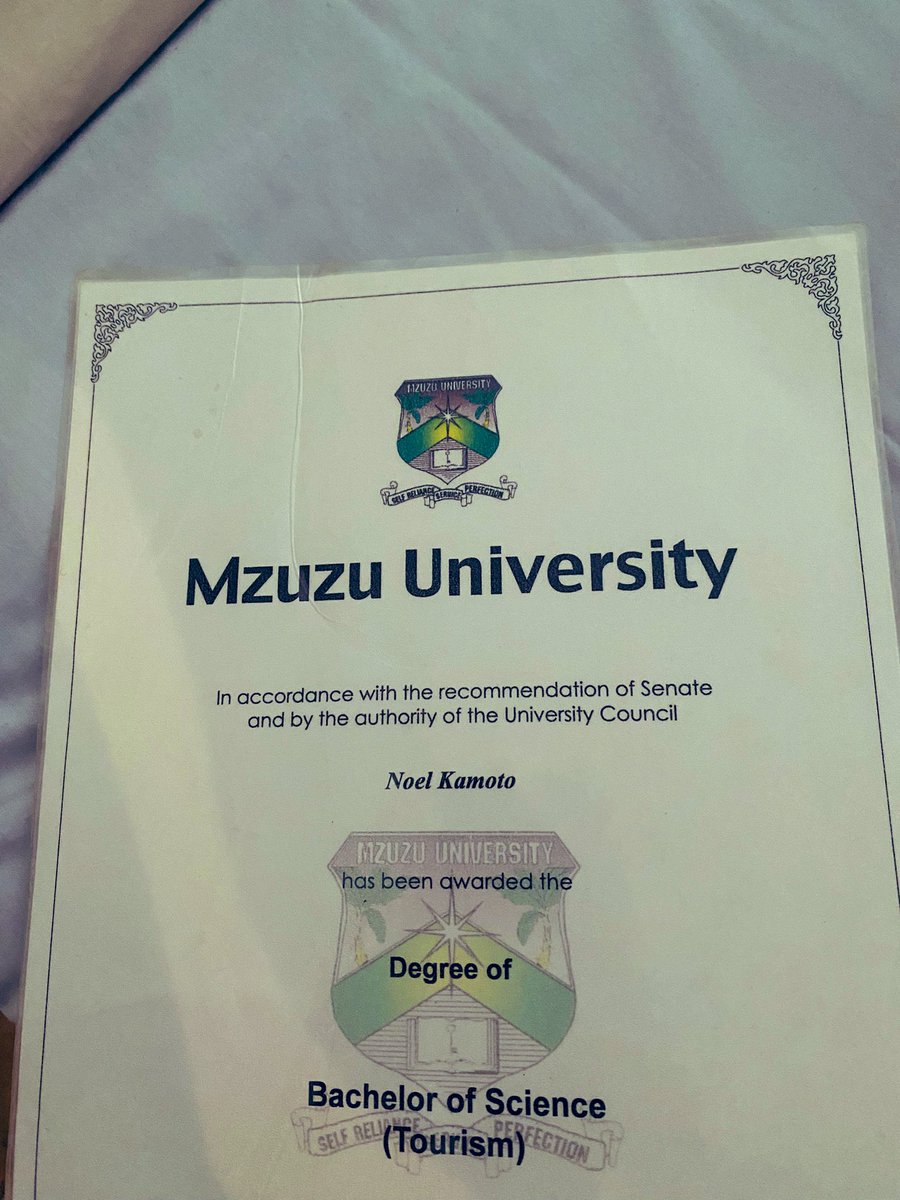 MZUZU UNIVERSITY
SELF RELIANCE SERVICE PERFECTION
Mzuzu University
In accordance with the recommendation of Senate
and by the authority of the University Council
Noel Kamoto
MZUZU UNIVERSITY
has been awarded the
Degree of
Bachelor of Science
SELF RELIANCE PERFECTION
(Tourism)